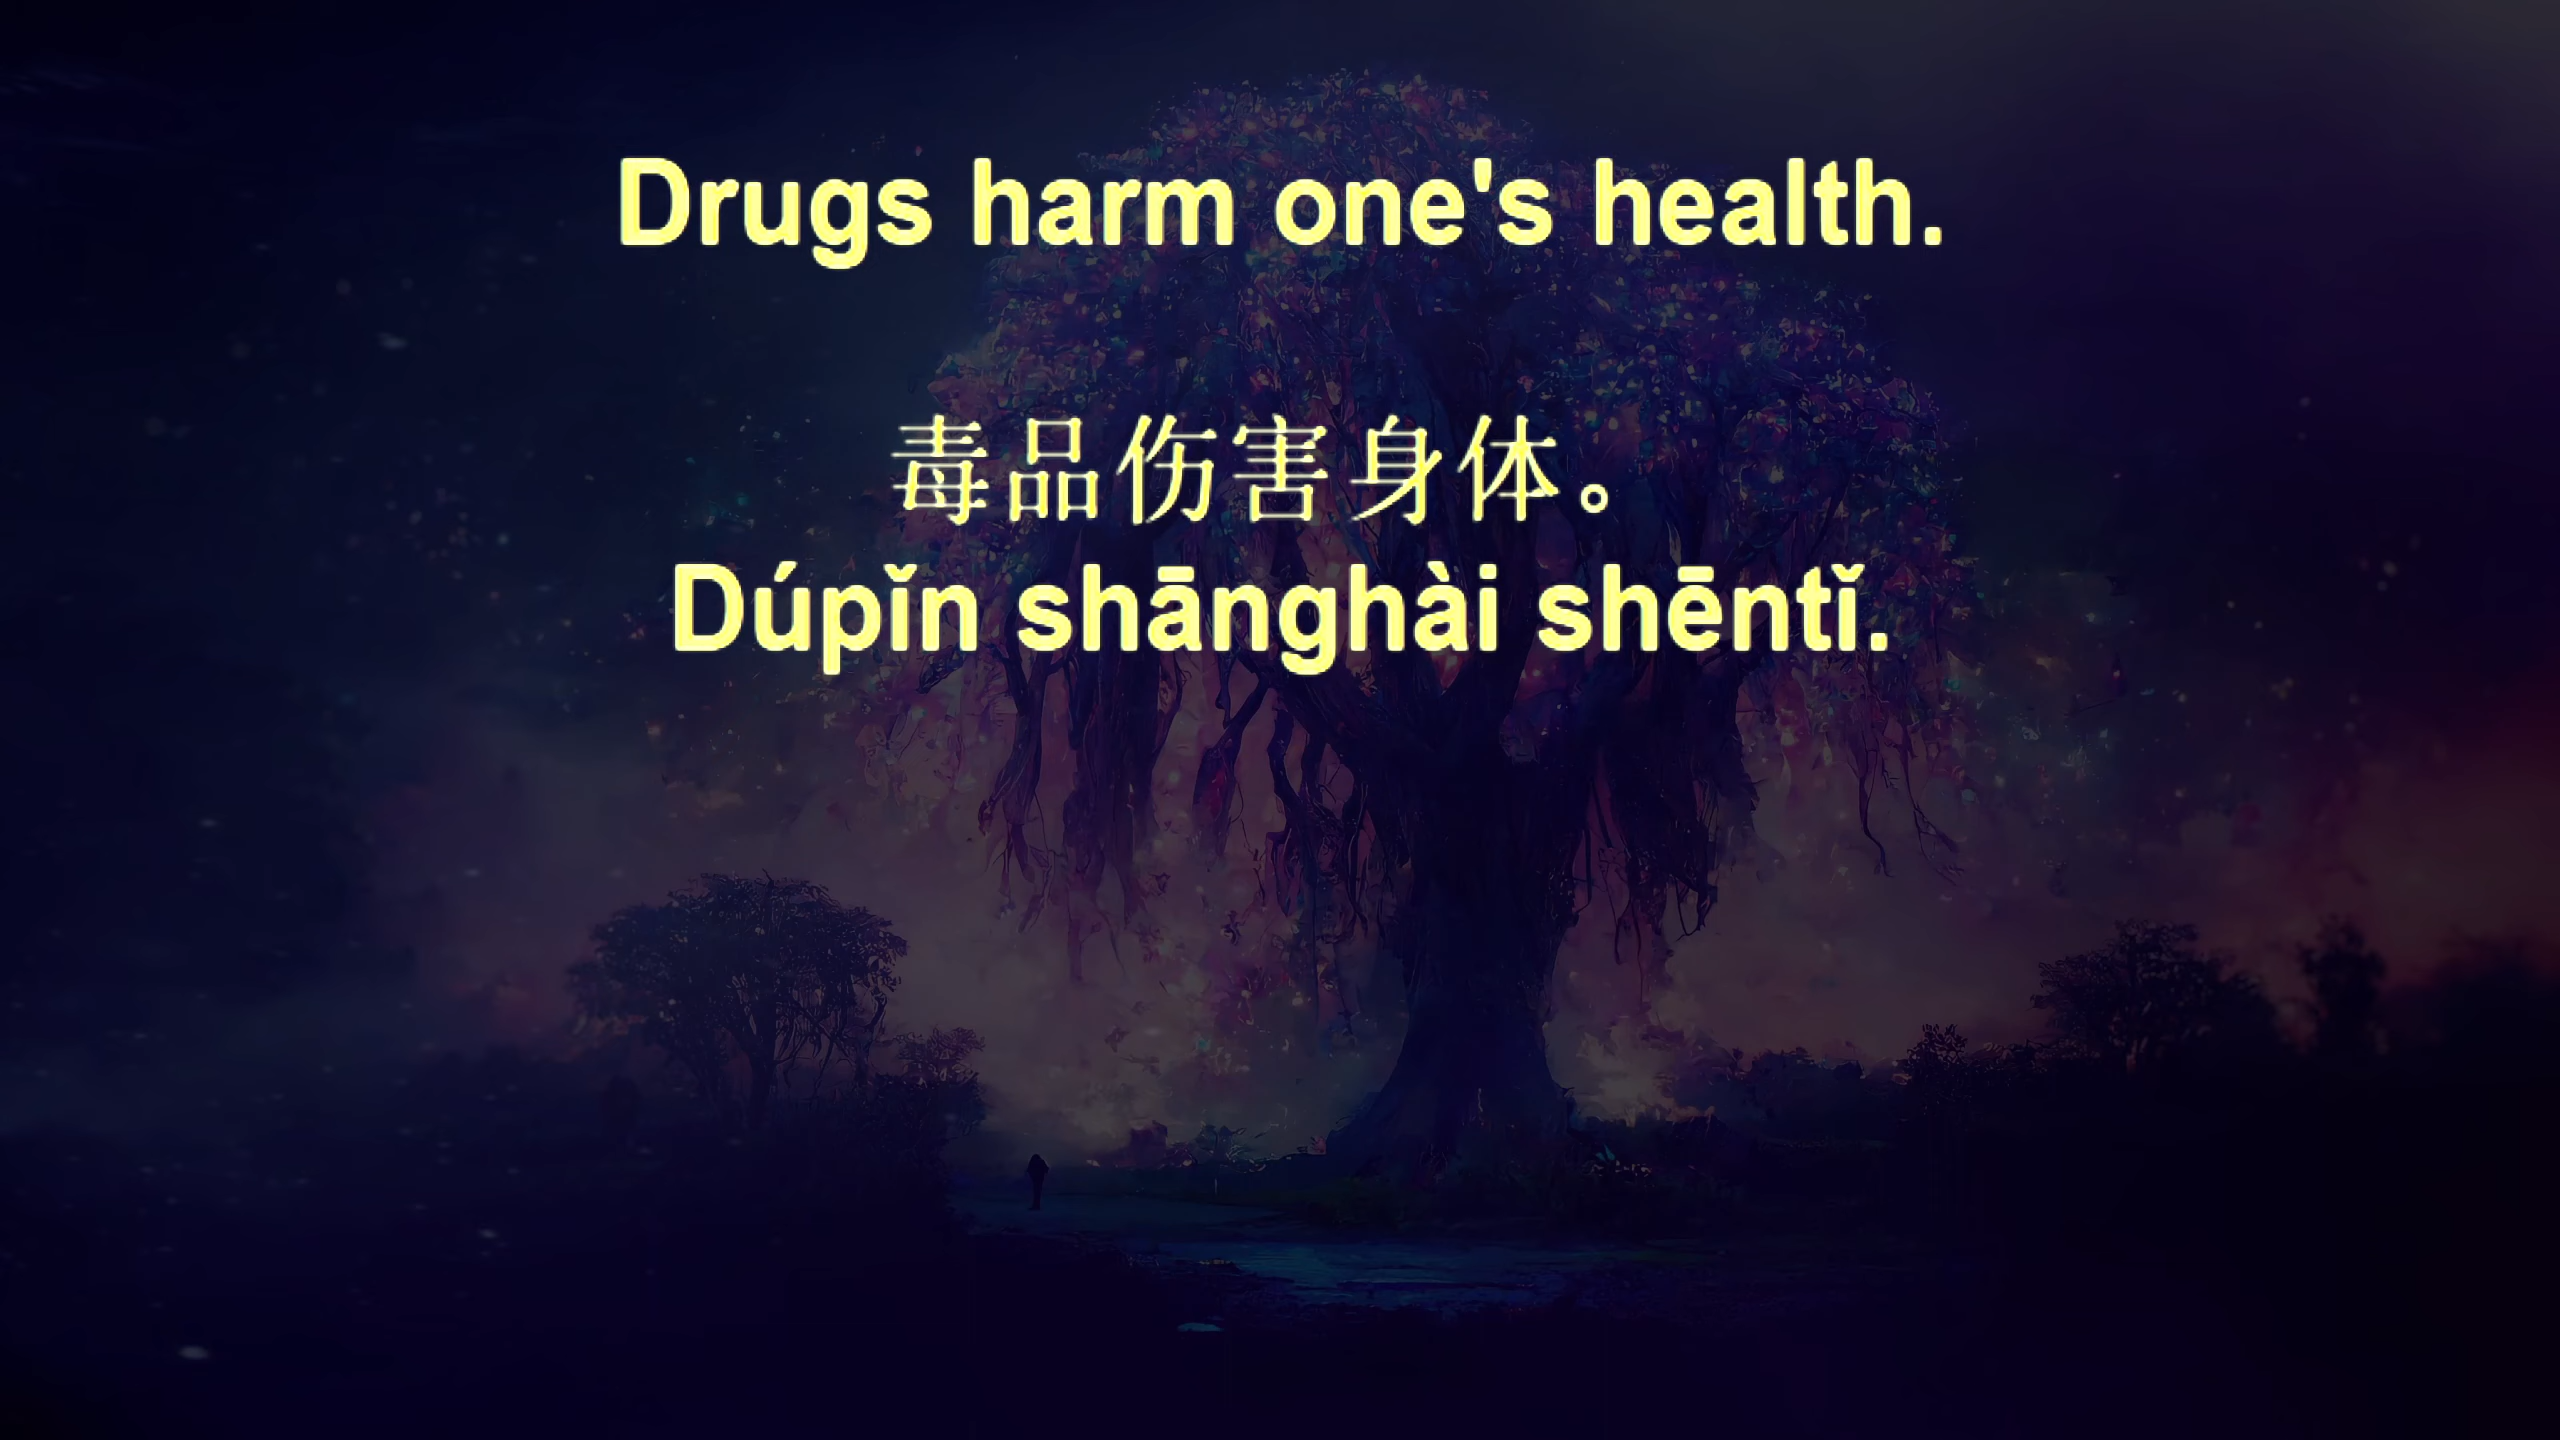 Drugs harm one's health.
毒品伤害身体。
Dúpǐn shānghài shēntǐ.